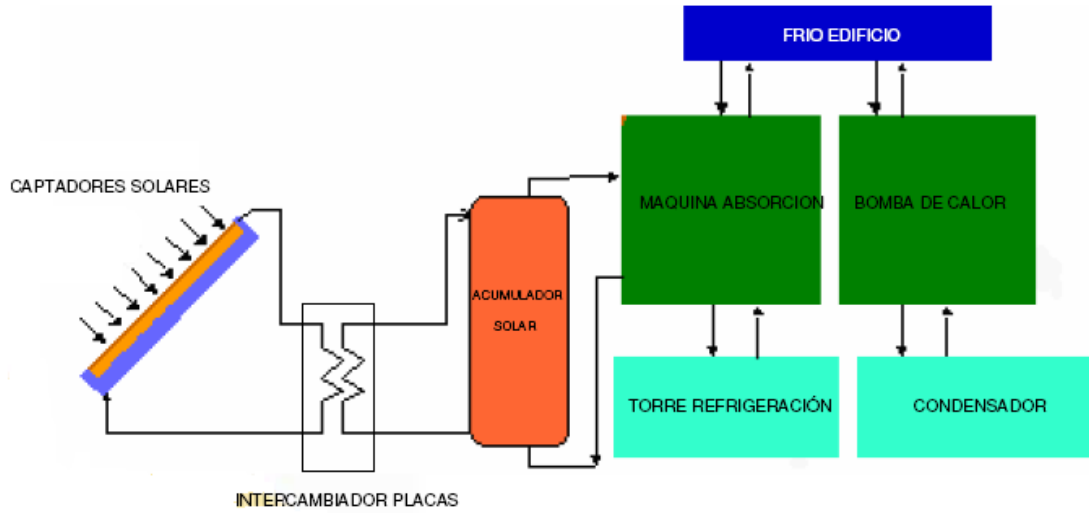 FRIO EDIFICIO
CAPTADORES SOLARES
MAQUINA ABSORCION
BOMBA DE CALOR
ACUMULADOR
SOLAR
TORRE REFRIGERACIÓN
CONDENSADOR
INTERCAMBIADOR PLACAS